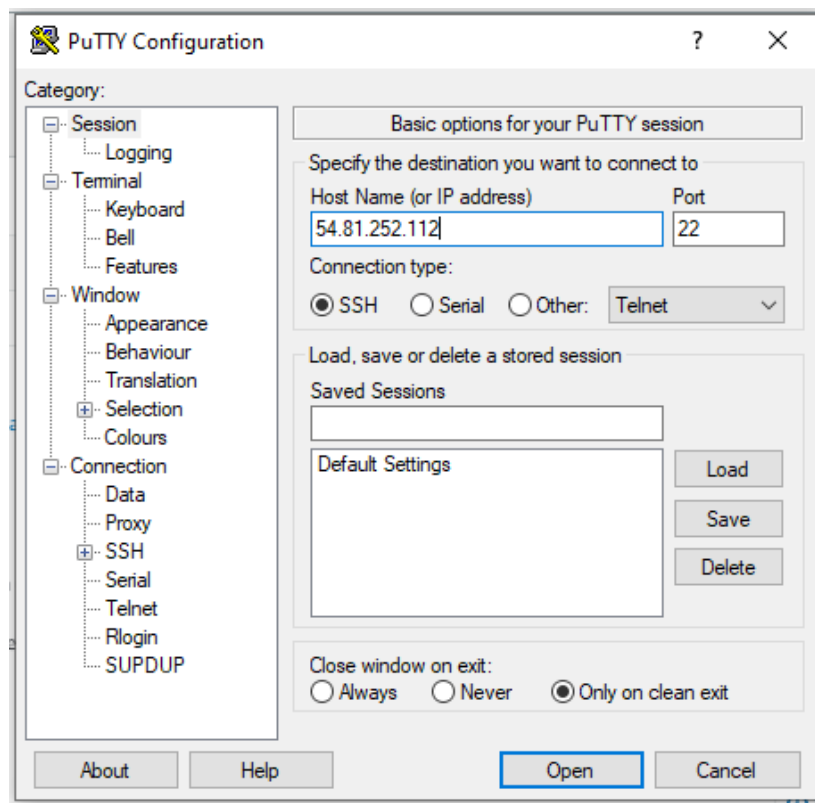 PuTTY Configuration
?
Category:
Session
Logging
Terminal
Keyboard
Bell
Features
Window
Appearance
Behaviour
Translation
Selection
Colours
Connection
Data
Proxy
SSH
Serial
Telnet
Rlogin
SUPDUP
Basic options for your PuTTY session
Specify the destination you want to connect to
Host Name (or IP address) Port
54.81.252.112 22
Connection type:
SSH Serial Other: Telnet
Load, save or delete a stored session
Saved Sessions
Default Settings
Load
Save
Delete
Close window on exit:
Always Never Only on clean exit
About Help Open Cancel